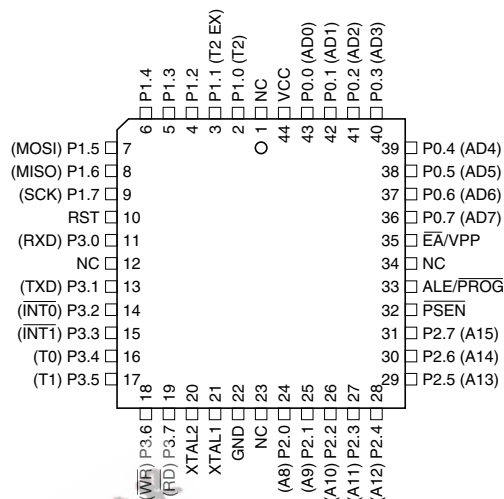 P1.4
P1.3
P1.2
P1.1 (T2 EX)
P1.0 (T2)
NC
VCC
P0.0 (AD0)
P0.1 (AD1)
P0.2 (AD2)
P0.3 (AD3)
6
5
4
3
2
1
44
43
42
41
40
(MOSI) P1.5 7
(MISO) P1.6 8
(SCK) P1.7 9
RST 10
(RXD) P3.0 11
NC 12
(TXD) P3.1 13
(INT0) P3.2 14
(INT1) P3.3 15
(T0) P3.4 16
(T1) P3.5 17
39 P0.4 (AD4)
38 P0.5 (AD5)
37 P0.6 (AD6)
36 P0.7 (AD7)
35 EA/VPP
34 NC
33 ALE/PROG
32 PSEN
31 P2.7 (A15)
30 P2.6 (A14)
29 P2.5 (A13)
18
19
20
21
22
23
24
25
26
27
28
(WR) P3.6
(RD) P3.7
XTAL2
XTAL1
GND
NC
(A8) P2.0
(A9) P2.1
(A10) P2.2
(A11) P2.3
(A12) P2.4